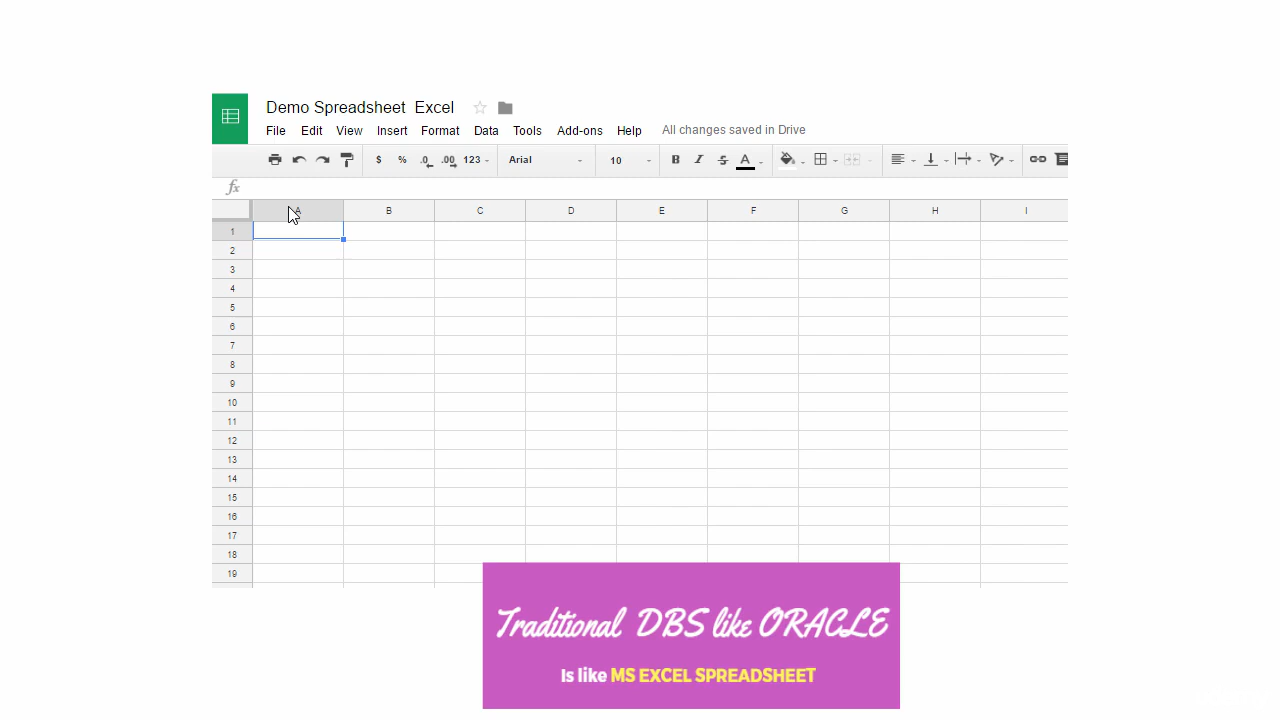 Demo Spreadsheet Excel
File Edit View Insert Format Data Tools Add-ons Help All changes saved in Drive
$ % .0 .00 123 Arial 10 B I S A
fx
A B C D E F G H I
1
2
3
4
5
6
7
8
9
10
11
12
13
14
15
16
17
18
19
Traditional DBS like ORACLE
Is like MS EXCEL SPREADSHEET